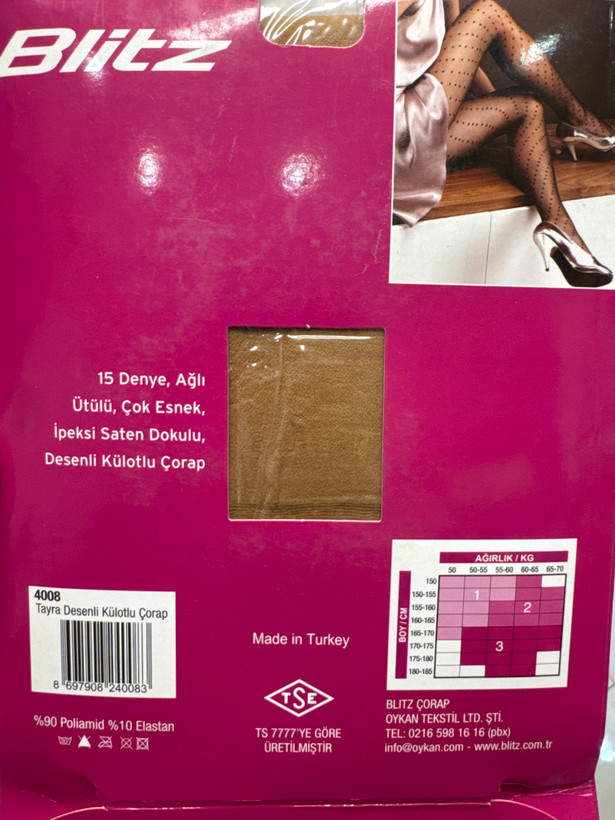 Blitz
15 Denye, Ağlı
Ütülü, Çok Esnek,
İpeksi Saten Dokulu,
Desenli Külotlu Çorap
AĞIRLIK / KG
50 50-55 55-60 60-65 65-70
BOY / CM
150
150-155
155-160
160-165
165-170
170-175
175-180
180-185
1
2
3
4008
Tayra Desenli Külotlu Çorap
8 697908 240083
Made in Turkey
TSE
TS 7777'YE GÖRE
ÜRETİLMİŞTİR
%90 Poliamid %10 Elastan
BLITZ ÇORAP
OYKAN TEKSTİL LTD. ŞTİ.
TEL: 0216 598 16 16 (pbx)
info@oykan.com - www.blitz.com.tr